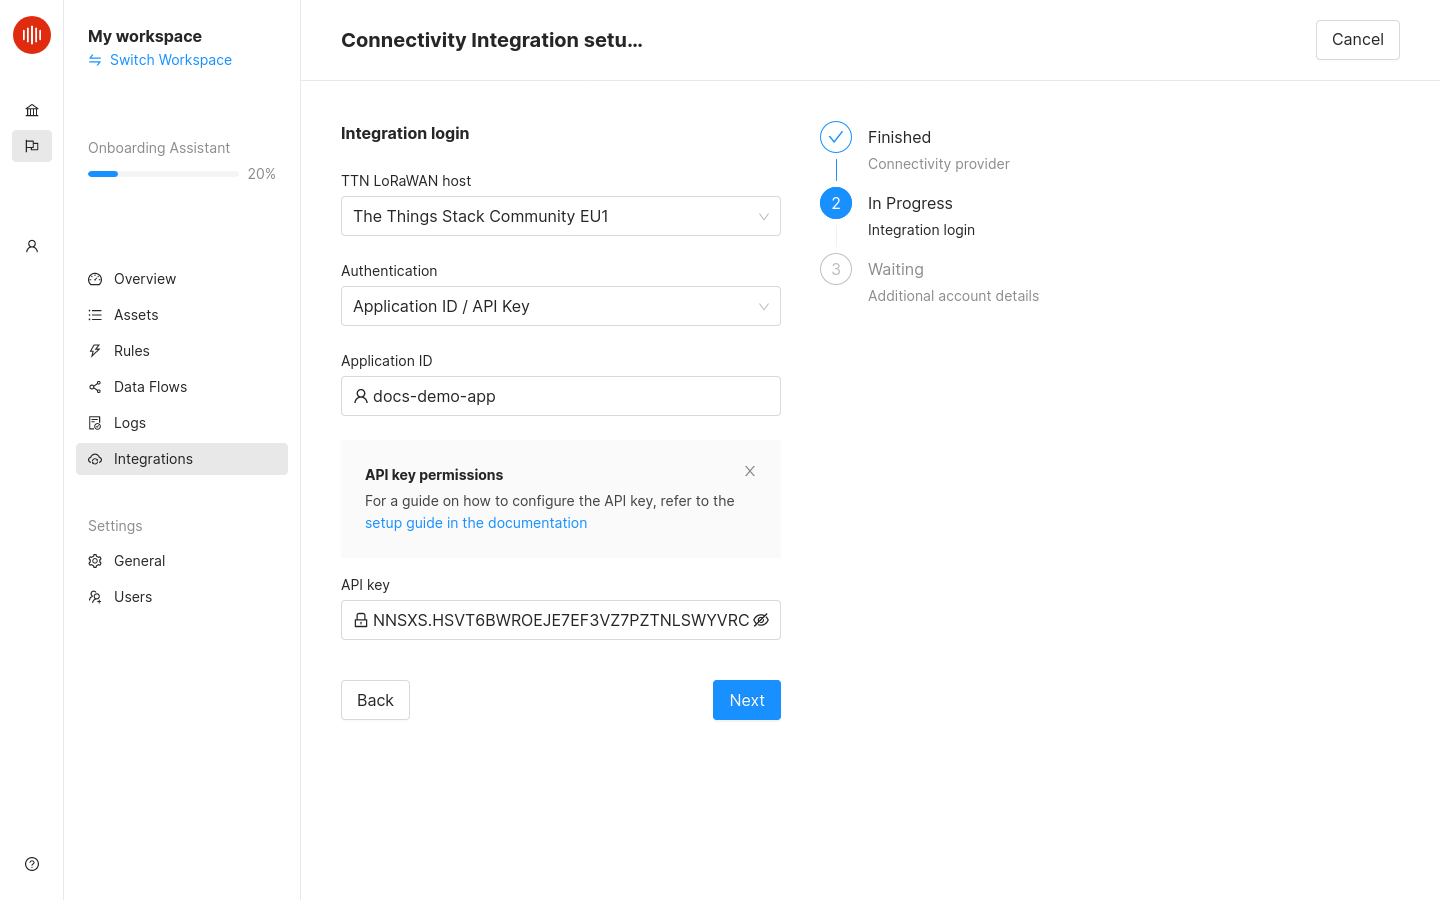 My workspace
Switch Workspace
Onboarding Assistant
20%
Overview
Assets
Rules
Data Flows
Logs
Integrations
Settings
General
Users
Connectivity Integration setu...
Cancel
Integration login
TTN LoRaWAN host
The Things Stack Community EU1
Authentication
Application ID / API Key
Application ID
docs-demo-app
API key permissions
For a guide on how to configure the API key, refer to the
setup guide in the documentation
API key
NNSXS.HSVT6BWROEJE7EF3VZ7PZTNLSWYVRC
Back
Next
Finished
Connectivity provider
2
In Progress
Integration login
3
Waiting
Additional account details